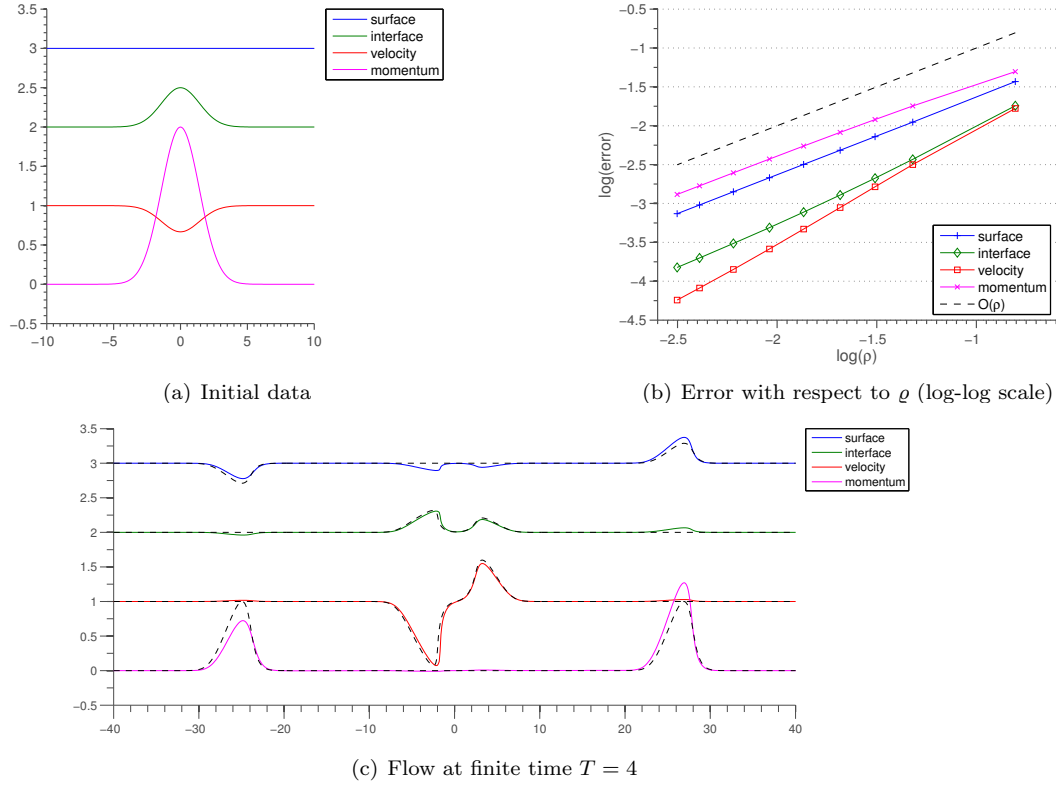 3.5
3
2.5
2
1.5
1
0.5
0
−0.5
−10
−5
0
5
10
surface
interface
velocity
momentum
(a) Initial data
−0.5
−1
−1.5
−2
−2.5
−3
−3.5
−4
−4.5
log(error)
−2.5
−2
−1.5
−1
log(ρ)
surface
interface
velocity
momentum
O(ρ)
(b) Error with respect to ϱ (log-log scale)
3.5
3
2.5
2
1.5
1
0.5
0
−0.5
−40
−30
−20
−10
0
10
20
30
40
surface
interface
velocity
momentum
(c) Flow at finite time T = 4